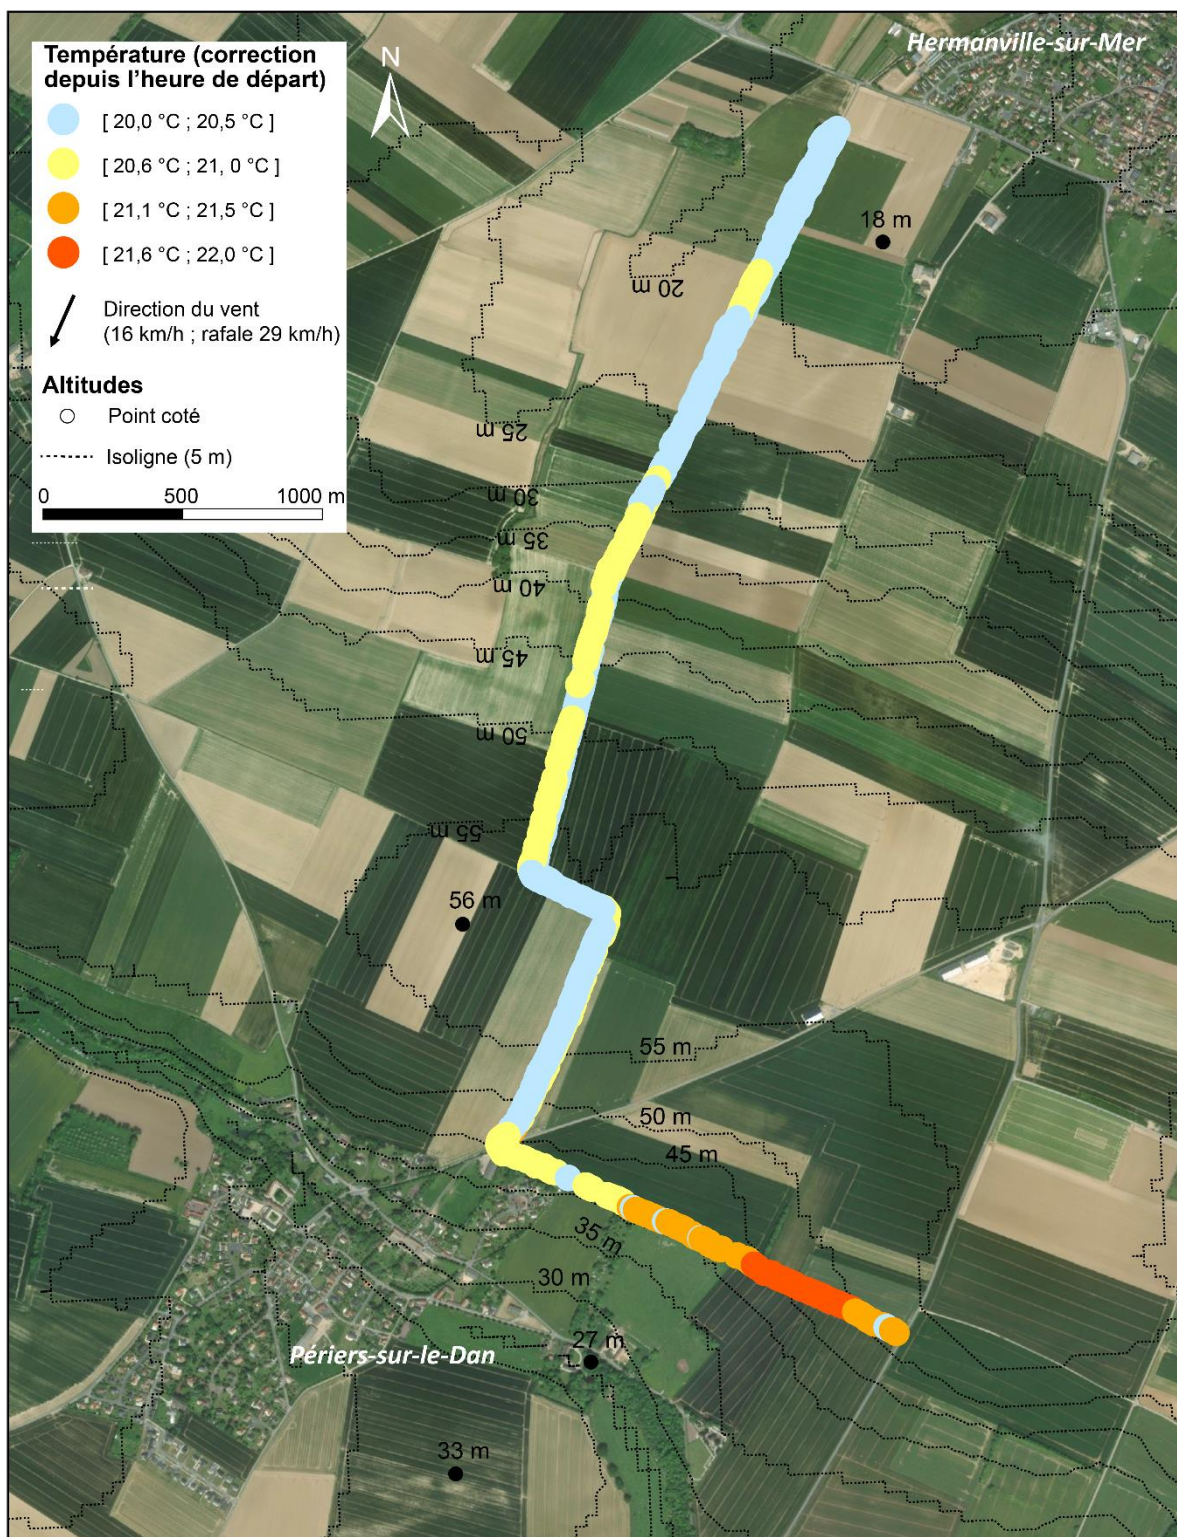 Hermanville-sur-Mer
Température (correction
depuis l'heure de départ)
N
[ 20,0 °C ; 20,5 °C ]
[ 20,6 °C ; 21, 0 °C ]
[ 21,1 °C ; 21,5 °C ]
[ 21,6 °C ; 22,0 °C ]
Direction du vent
(16 km/h ; rafale 29 km/h)
Altitudes
Point coté
Isoligne (5 m)
0 500 1000 m
18 m
20 m
25 m
30 m
35 m
40 m
45 m
50 m
55 m
56 m
55 m
50 m
45 m
35 m
30 m
27 m
Périers-sur-le-Dan
33 m